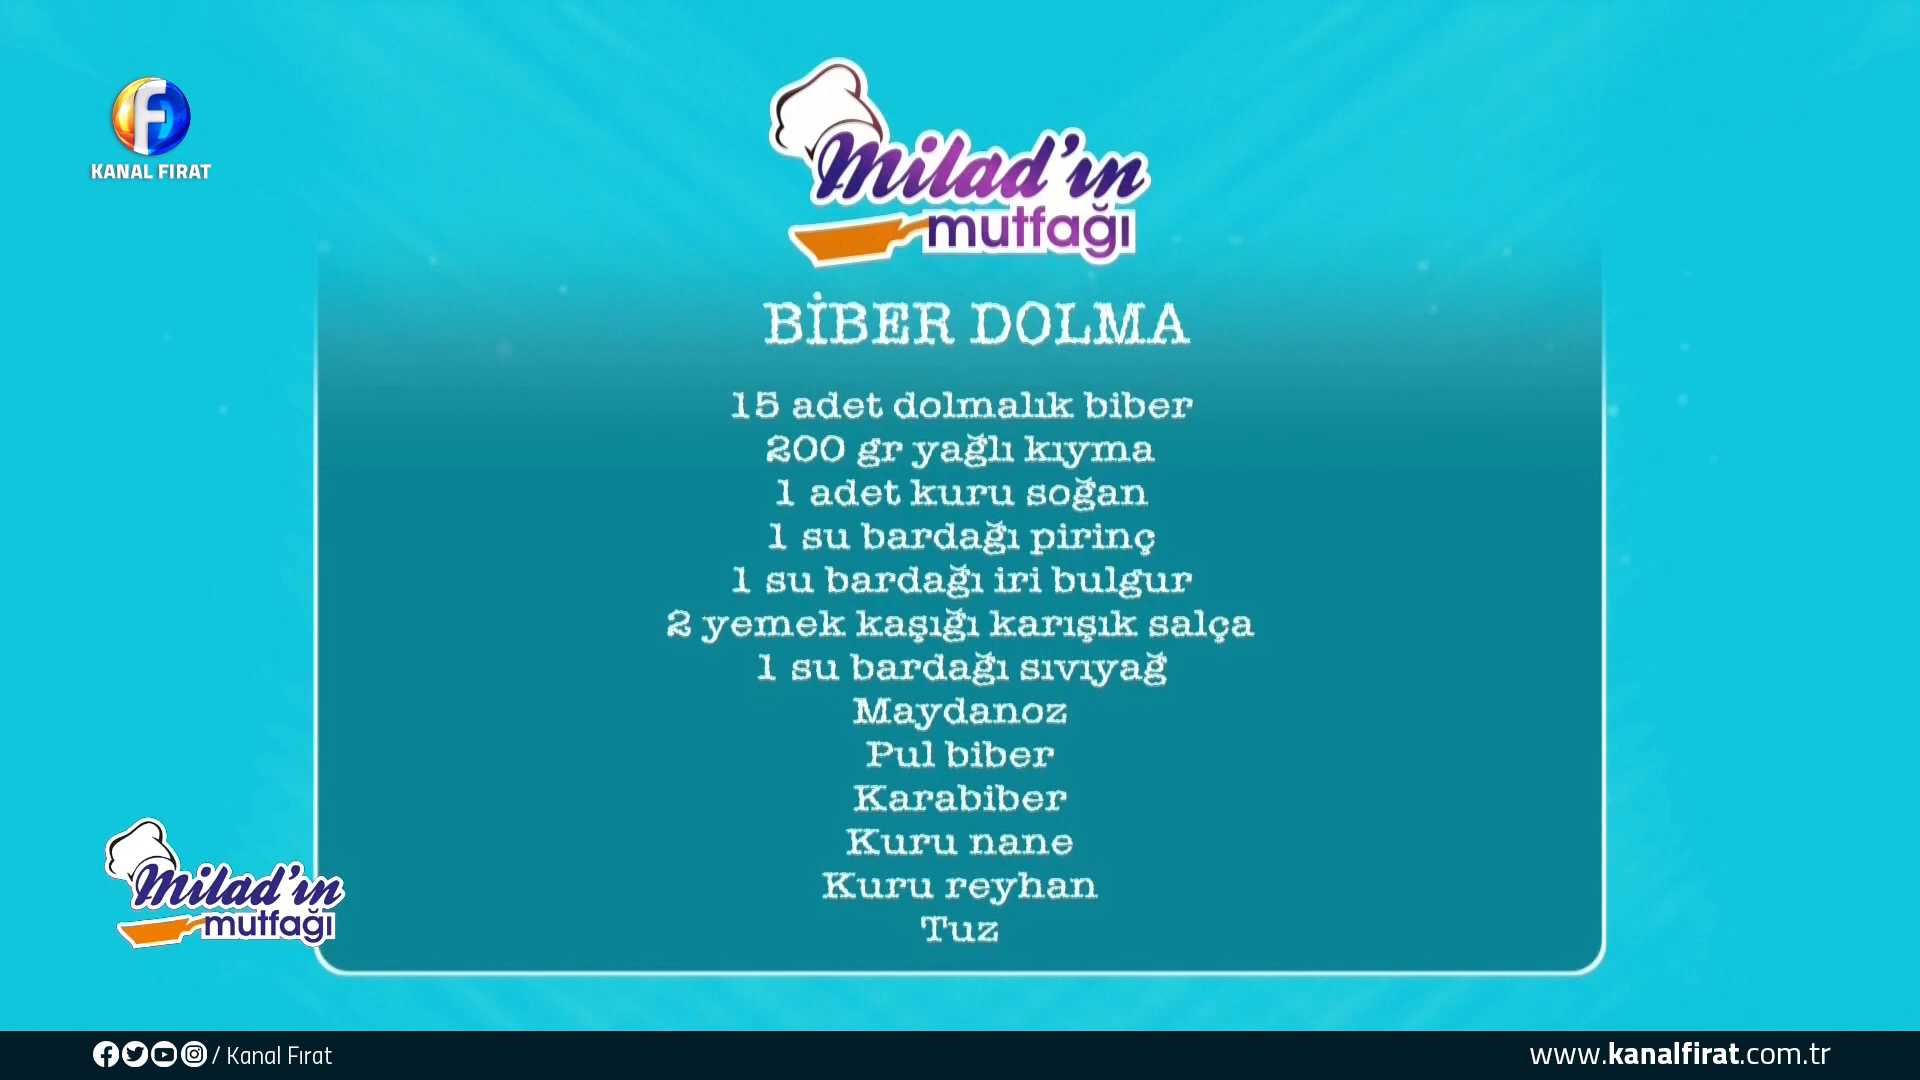 KANAL FIRAT
Milad'ın
mutfağı
BİBER DOLMA
15 adet dolmalık biber
200 gr yağlı kıyma
1 adet kuru soğan
1 su bardağı pirinç
1 su bardağı iri bulgur
2 yemek kaşığı karışık salça
1 su bardağı sıvıyağ
Maydanoz
Pul biber
Karabiber
Kuru nane
Kuru reyhan
Tuz
Milad'ın
mutfağı
/ Kanal Fırat
www.kanalfirat.com.tr